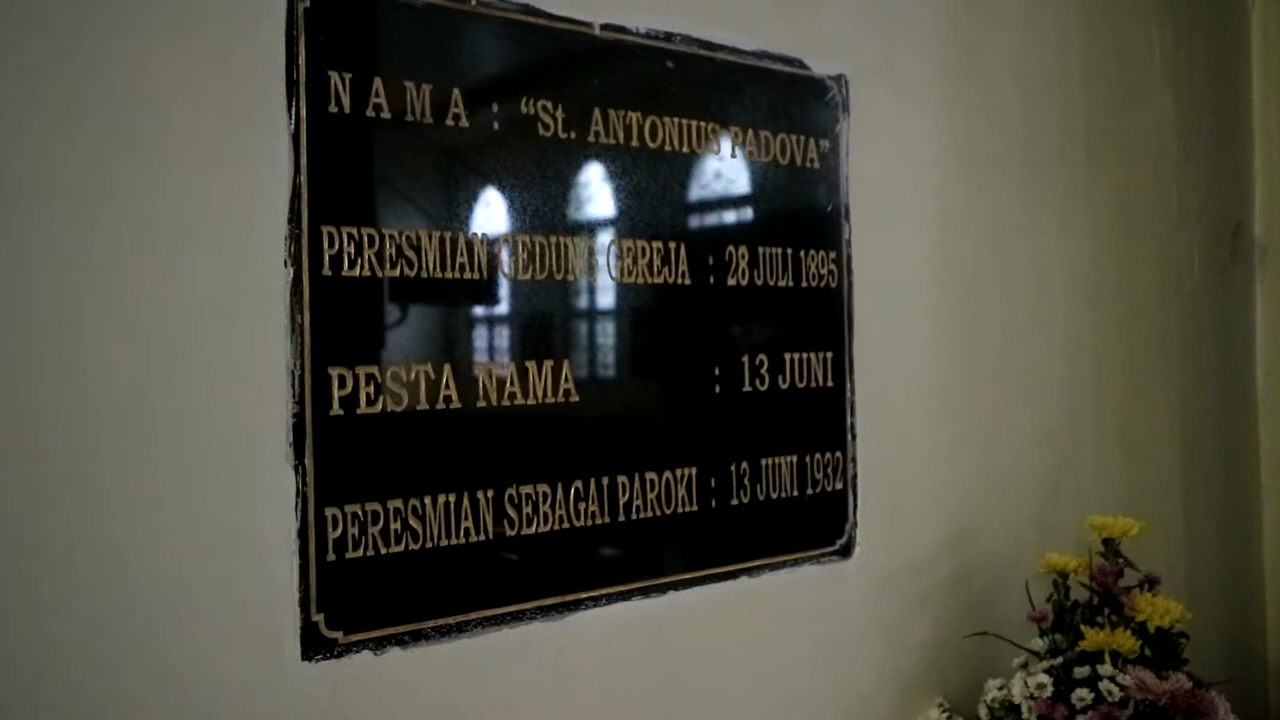 N A M A : “St. ANTONIUS PADOVA”
PERESMIAN GEDUNG GEREJA : 28 JULI 1895
PESTA NAMA : 13 JUNI
PERESMIAN SEBAGAI PAROKI : 13 JUNI 1932